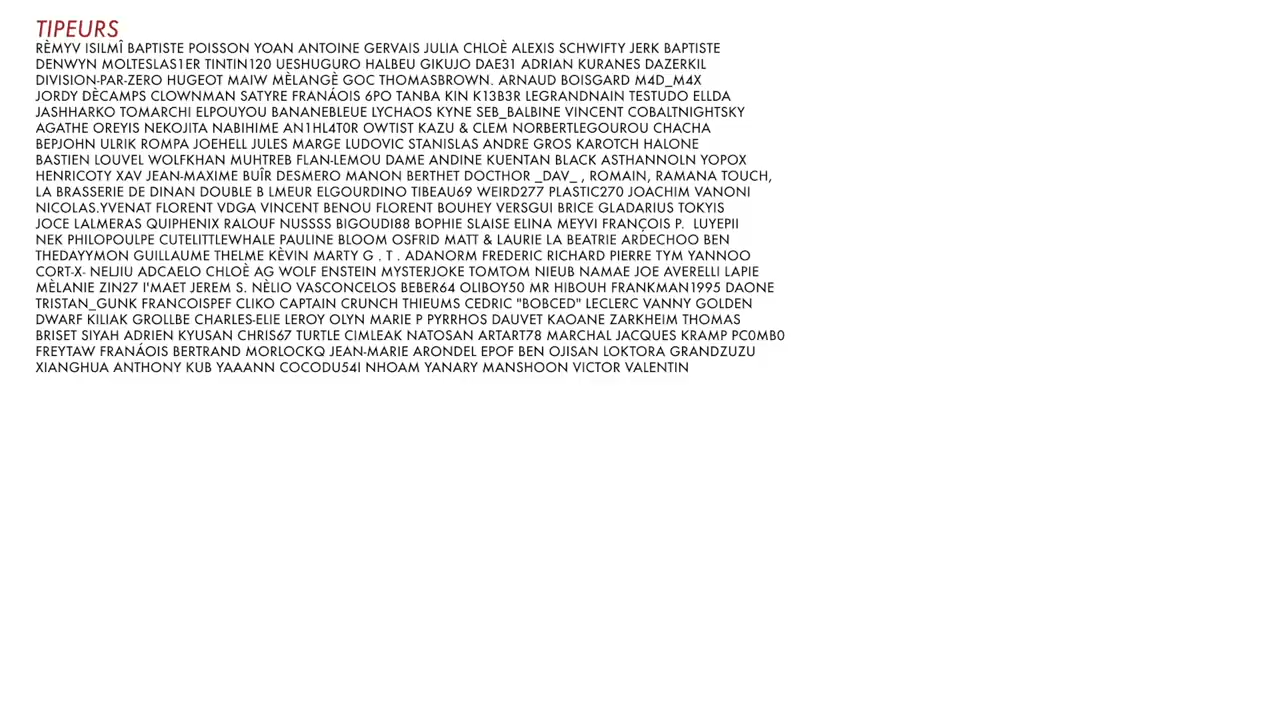 TIPEURS
RÈMYV ISILMÎ BAPTISTE POISSON YOAN ANTOINE GERVAIS JULIA CHLOÈ ALEXIS SCHWIFTY JERK BAPTISTE
DENWYN MOLTESLAS1ER TINTIN120 UESHUGURO HALBEU GIKUJO DAE31 ADRIAN KURANES DAZERKIL
DIVISION-PAR-ZERO HUGEOT MAIW MÈLANGÈ GOC THOMASBROWN. ARNAUD BOISGARD M4D_M4X
JORDY DÈCAMPS CLOWNMAN SATYRE FRANÁOIS 6PO TANBA KIN K13B3R LEGRANDNAIN TESTUDO ELLDA
JASHHARKO TOMARCHI ELPOUYOU BANANEBLEUE LYCHAOS KYNE SEB_BALBINE VINCENT COBALTNIGHTSKY
AGATHE OREYIS NEKOJITA NABIHIME AN1HL4T0R OWTIST KAZU & CLEM NORBERTLEGOUROU CHACHA
BEPJOHN ULRIK ROMPA JOEHELL JULES MARGE LUDOVIC STANISLAS ANDRE GROS KAROTCH HALONE
BASTIEN LOUVEL WOLFKHAN MUHTREB FLAN-LEMOU DAME ANDINE KUENTAN BLACK ASTHANNOLN YOPOX
HENRICOTY XAV JEAN-MAXIME BUÎR DESMERO MANON BERTHET DOCTHOR _DAV_ , ROMAIN, RAMANA TOUCH,
LA BRASSERIE DE DINAN DOUBLE B LMEUR ELGOURDINO TIBEAU69 WEIRD277 PLASTIC270 JOACHIM VANONI
NICOLAS.YVENAT FLORENT VDGA VINCENT BENOU FLORENT BOUHEY VERSGUI BRICE GLADARIUS TOKYIS
JOCE LALMERAS QUIPHENIX RALOUF NUSSSS BIGOUDI88 BOPHIE SLAISE ELINA MEYVI FRANÇOIS P.  LUYEPII
NEK PHILOPOULPE CUTELITTLEWHALE PAULINE BLOOM OSFRID MATT & LAURIE LA BEATRIE ARDECHOO BEN
THEDAYYMON GUILLAUME THELME KÈVIN MARTY G . T . ADANORM FREDERIC RICHARD PIERRE TYM YANNOO
CORT-X- NELJIU ADCAELO CHLOÈ AG WOLF ENSTEIN MYSTERJOKE TOMTOM NIEUB NAMAE JOE AVERELLI LAPIE
MÈLANIE ZIN27 I'MAET JEREM S. NÈLIO VASCONCELOS BEBER64 OLIBOY50 MR HIBOUH FRANKMAN1995 DAONE
TRISTAN_GUNK FRANCOISPEF CLIKO CAPTAIN CRUNCH THIEUMS CEDRIC "BOBCED" LECLERC VANNY GOLDEN
DWARF KILIAK GROLLBE CHARLES-ELIE LEROY OLYN MARIE P PYRRHOS DAUVET KAOANE ZARKHEIM THOMAS
BRISET SIYAH ADRIEN KYUSAN CHRIS67 TURTLE CIMLEAK NATOSAN ARTART78 MARCHAL JACQUES KRAMP PC0MB0
FREYTAW FRANÁOIS BERTRAND MORLOCKQ JEAN-MARIE ARONDEL EPOF BEN OJISAN LOKTORA GRANDZUZU
XIANGHUA ANTHONY KUB YAAANN COCODU54I NHOAM YANARY MANSHOON VICTOR VALENTIN